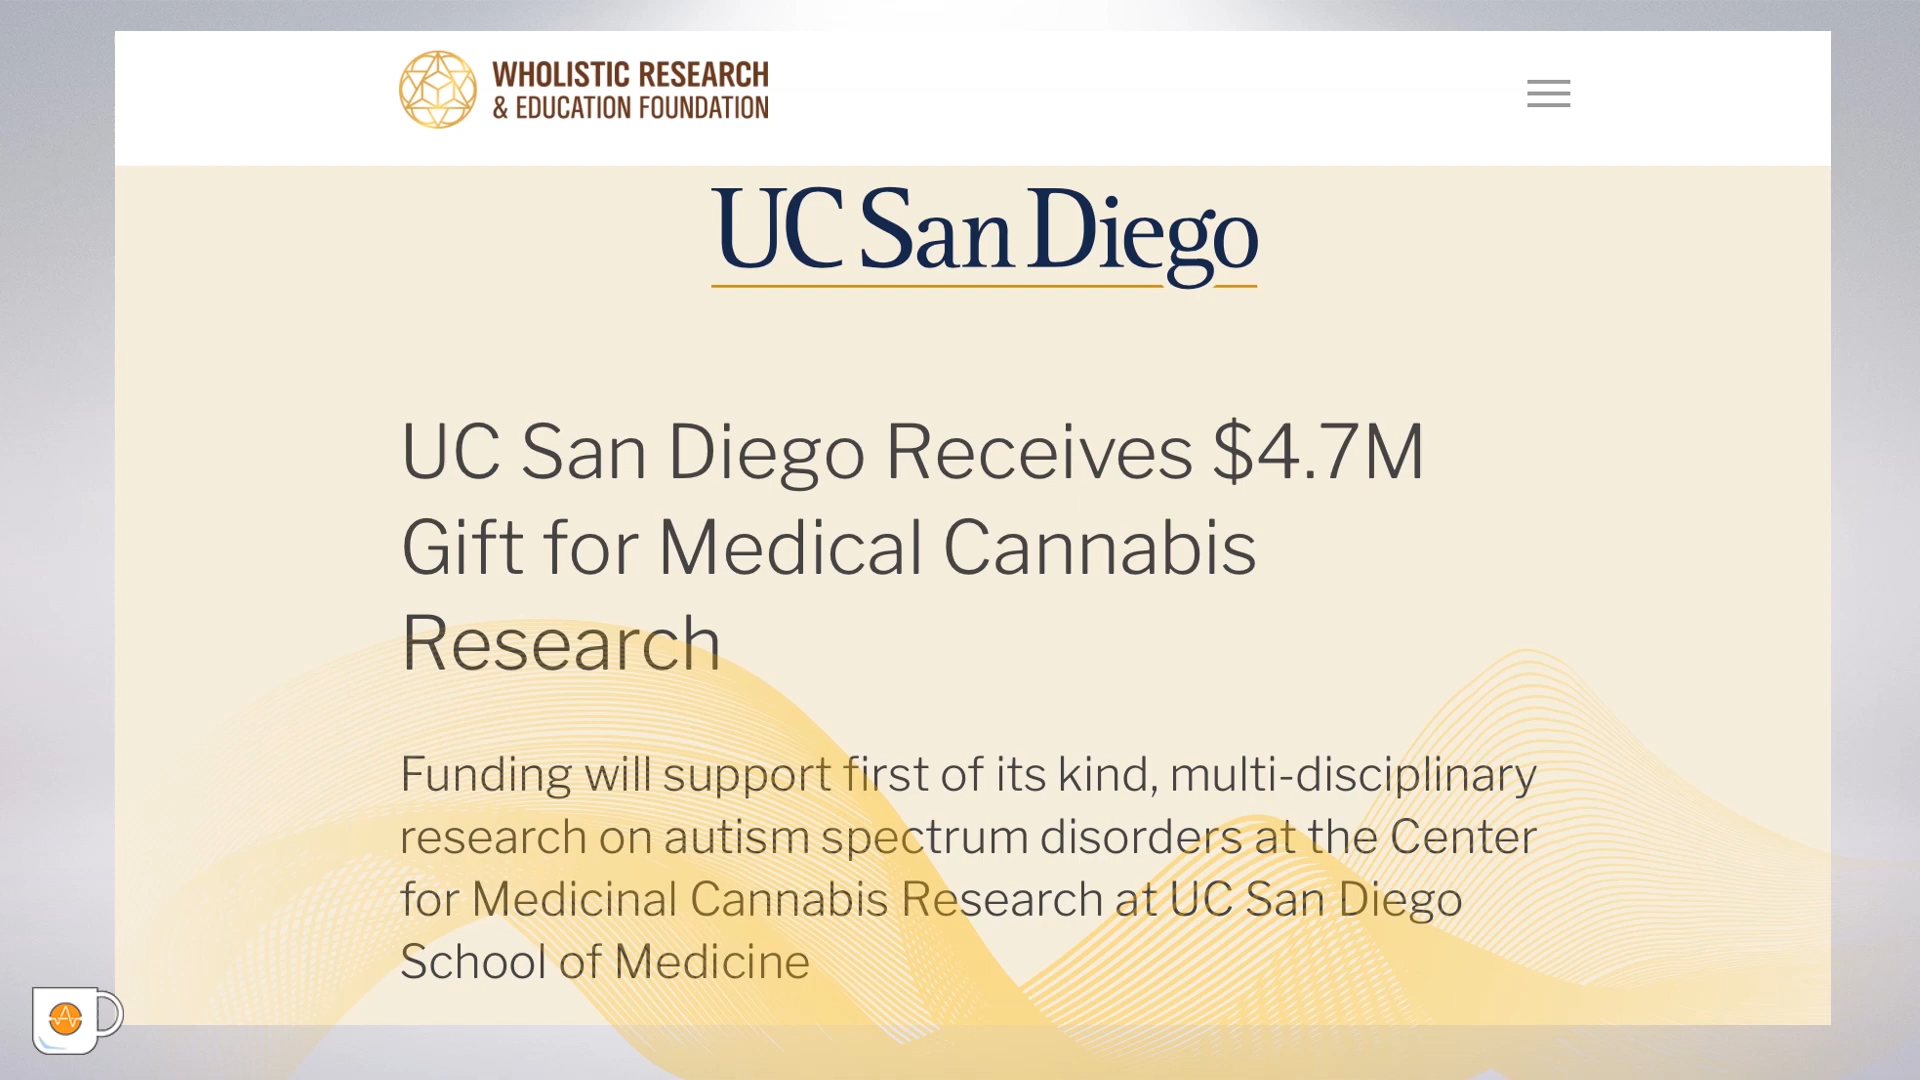 WHOLISTIC RESEARCH
& EDUCATION FOUNDATION
UC San Diego
UC San Diego Receives $4.7M
Gift for Medical Cannabis
Research
Funding will support first of its kind, multi-disciplinary
research on autism spectrum disorders at the Center
for Medicinal Cannabis Research at UC San Diego
School of Medicine